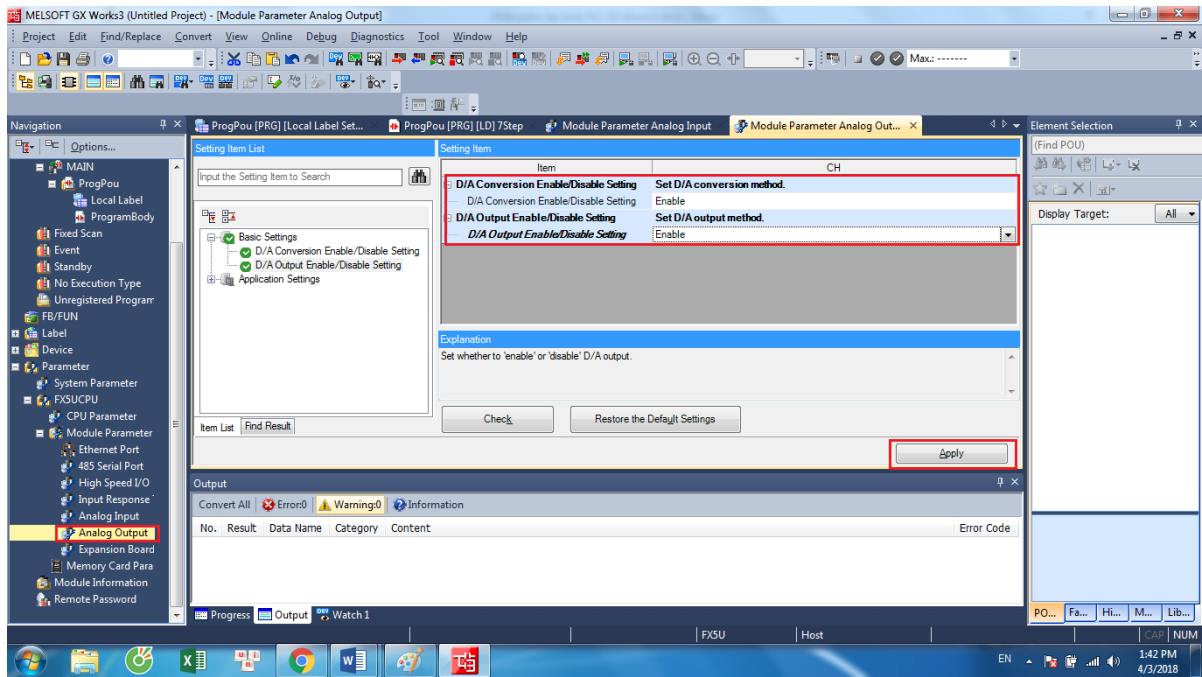 MELSOFT GX Works3 (Untitled Project) - [Module Parameter Analog Output]
Project Edit Find/Replace Convert View Online Debug Diagnostics Tool Window Help
Max.: -------
Navigation
ProgPou [PRG] [Local Label Set...
ProgPou [PRG] [LD] 7Step
Module Parameter Analog Input
Module Parameter Analog Out...
Element Selection
Options...
MAIN
ProgPou
Local Label
ProgramBody
Fixed Scan
Event
Standby
No Execution Type
Unregistered Program
FB/FUN
Label
Device
Parameter
System Parameter
FX5UCPU
CPU Parameter
Module Parameter
Ethernet Port
485 Serial Port
High Speed I/O
Input Response
Analog Input
Analog Output
Expansion Board
Memory Card Para
Module Information
Remote Password
Setting Item List
Input the Setting Item to Search
Basic Settings
D/A Conversion Enable/Disable Setting
D/A Output Enable/Disable Setting
Application Settings
Item List Find Result
Setting Item
Item CH
D/A Conversion Enable/Disable Setting Set D/A conversion method.
D/A Conversion Enable/Disable Setting Enable
D/A Output Enable/Disable Setting Set D/A output method.
D/A Output Enable/Disable Setting Enable
Explanation
Set whether to 'enable' or 'disable' D/A output.
Check Restore the Default Settings
Apply
Output
Convert All Error:0 Warning:0 Information
No. Result Data Name Category Content Error Code
Progress Output Watch 1
(Find POU)
Display Target: All
PO... Fa... Hi... M... Lib...
FX5U Host CAP NUM
EN
1:42 PM
4/3/2018